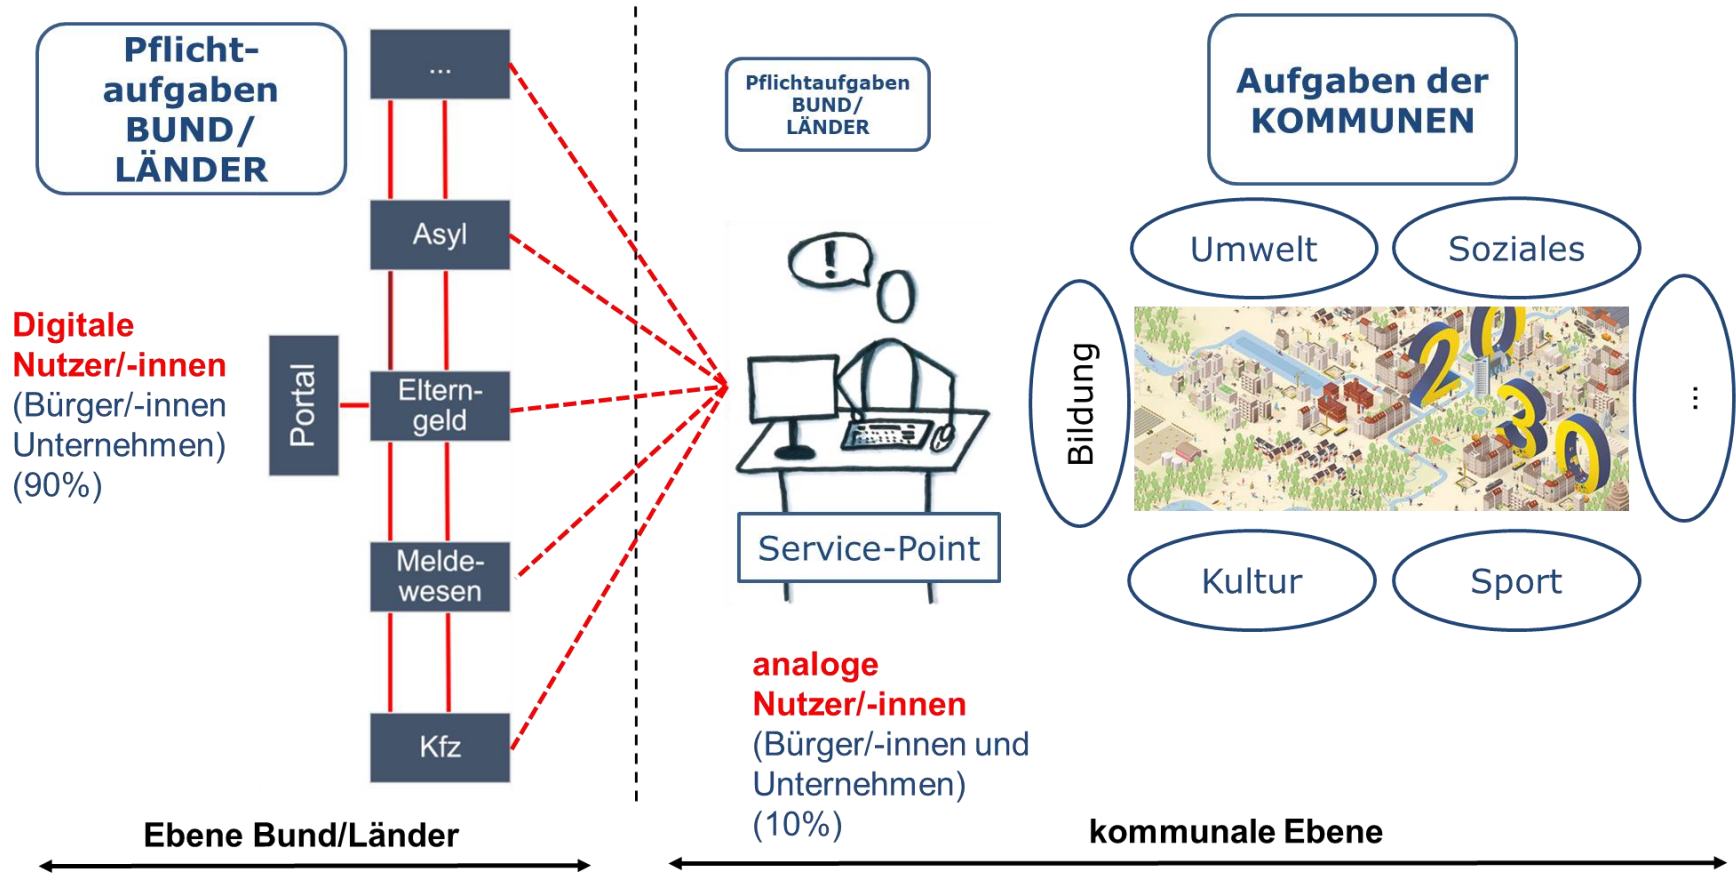 Pflicht-
aufgaben
BUND/
LÄNDER
...
Asyl
Eltern-
geld
Melde-
wesen
Kfz
Portal
Digitale
Nutzer/-innen
(Bürger/-innen
Unternehmen)
(90%)
Ebene Bund/Länder
Pflichtaufgaben
BUND/
LÄNDER
!
Service-Point
analoge
Nutzer/-innen
(Bürger/-innen und
Unternehmen)
(10%)
Aufgaben der
KOMMUNEN
Umwelt
Soziales
Bildung
2030
...
Kultur
Sport
kommunale Ebene